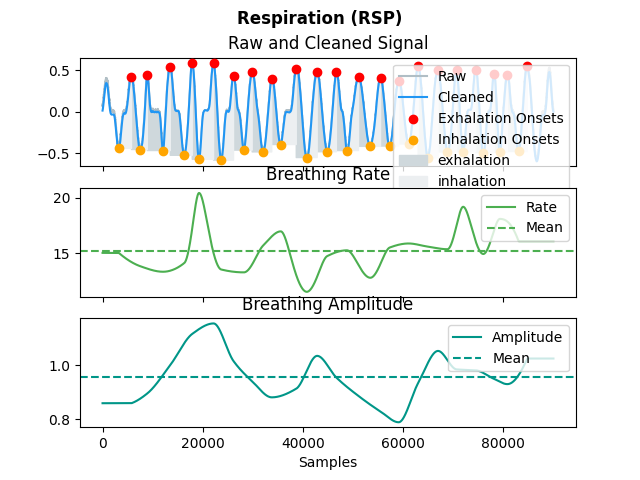 Respiration (RSP)
Raw and Cleaned Signal
0.5
0.0
−0.5
Raw
Cleaned
Exhalation Onsets
Inhalation Onsets
exhalation
inhalation
Breathing Rate
20
15
Rate
Mean
Breathing Amplitude
1.0
0.8
Amplitude
Mean
0 20000 40000 60000 80000
Samples